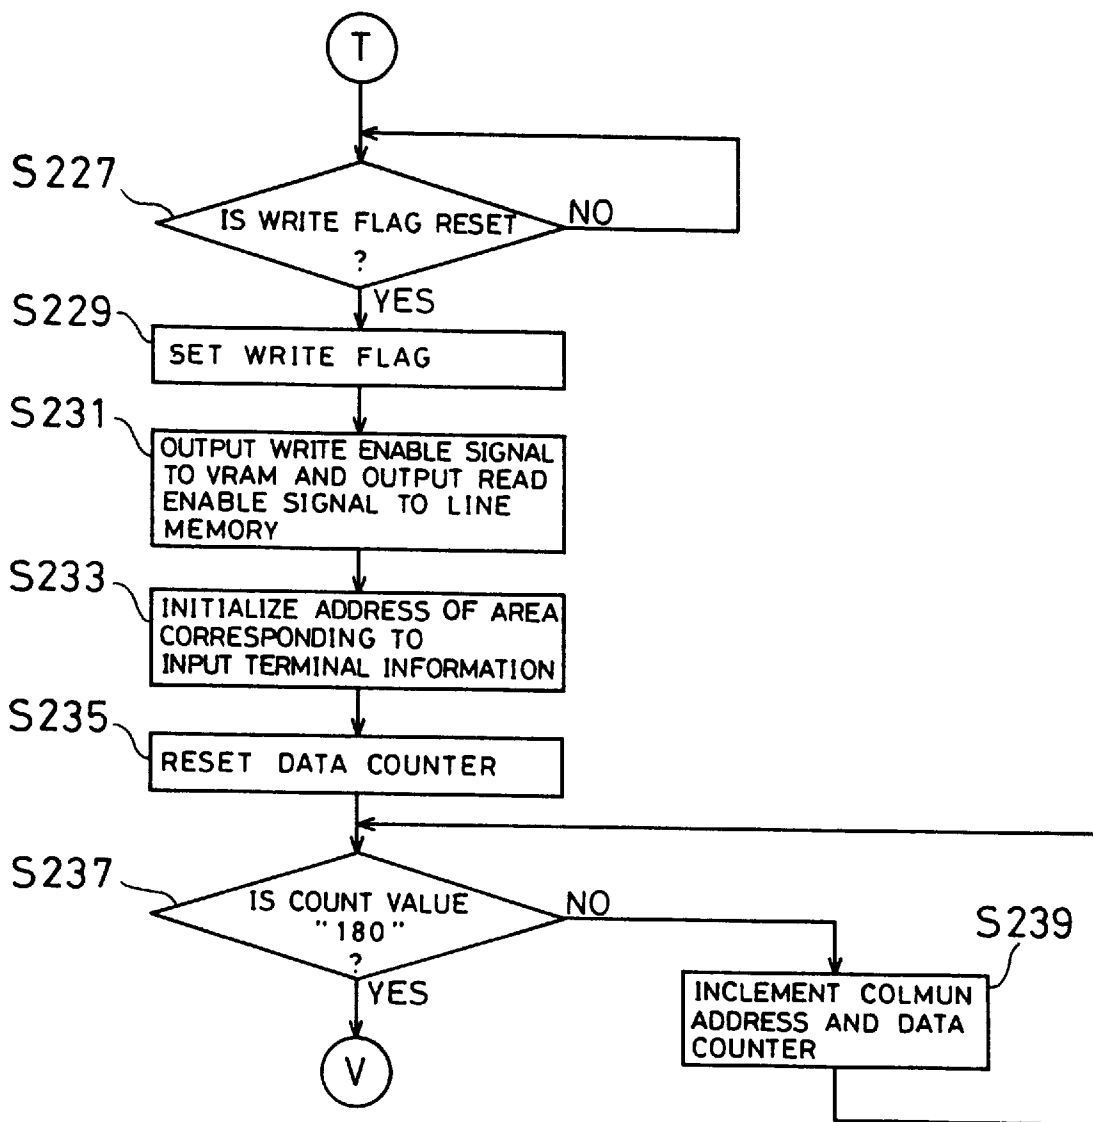 T
S227
IS WRITE FLAG RESET
?
NO
YES
S229
SET WRITE FLAG
S231
OUTPUT WRITE ENABLE SIGNAL
TO VRAM AND OUTPUT READ
ENABLE SIGNAL TO LINE
MEMORY
S233
INITIALIZE ADDRESS OF AREA
CORRESPONDING TO
INPUT TERMINAL INFORMATION
S235
RESET DATA COUNTER
S237
IS COUNT VALUE
"180"
?
NO
YES
S239
INCLEMENT COLMUN
ADDRESS AND DATA
COUNTER
V